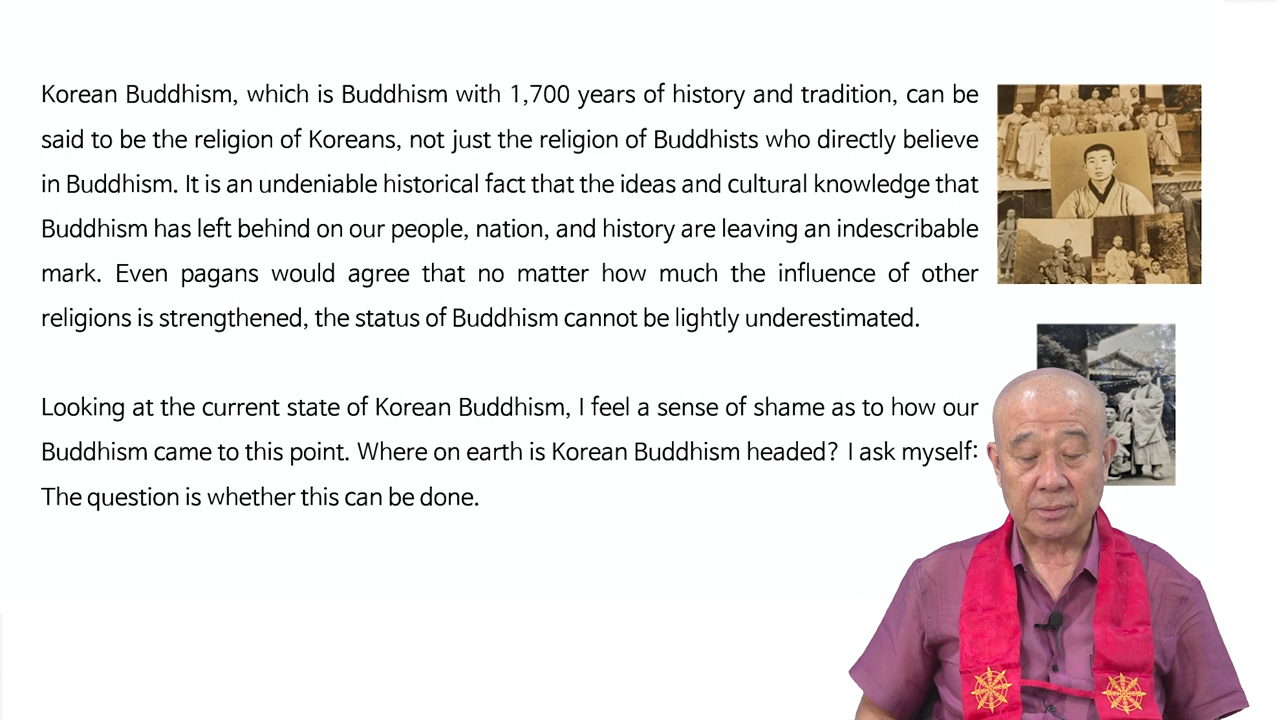 Korean Buddhism, which is Buddhism with 1,700 years of history and tradition, can be
said to be the religion of Koreans, not just the religion of Buddhists who directly believe
in Buddhism. It is an undeniable historical fact that the ideas and cultural knowledge that
Buddhism has left behind on our people, nation, and history are leaving an indescribable
mark. Even pagans would agree that no matter how much the influence of other
religions is strengthened, the status of Buddhism cannot be lightly underestimated.
Looking at the current state of Korean Buddhism, I feel a sense of shame as to how our
Buddhism came to this point. Where on earth is Korean Buddhism headed? I ask myself:
The question is whether this can be done.